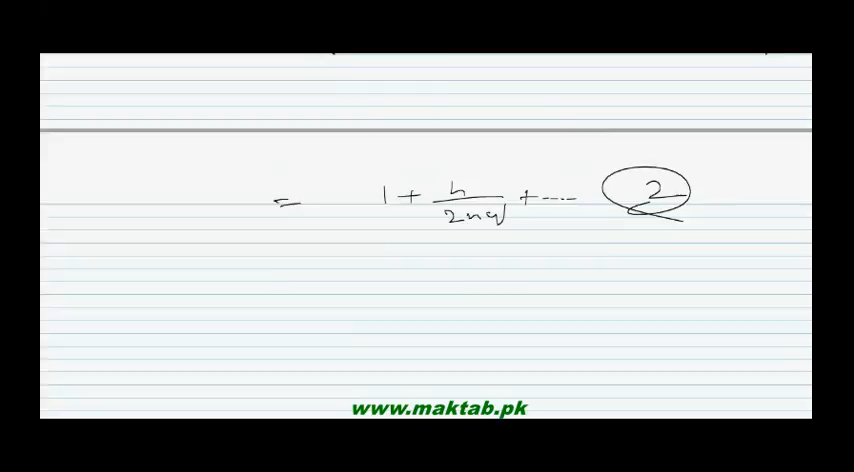 = 1 + h/2nq + ---- 2
www.maktab.pk